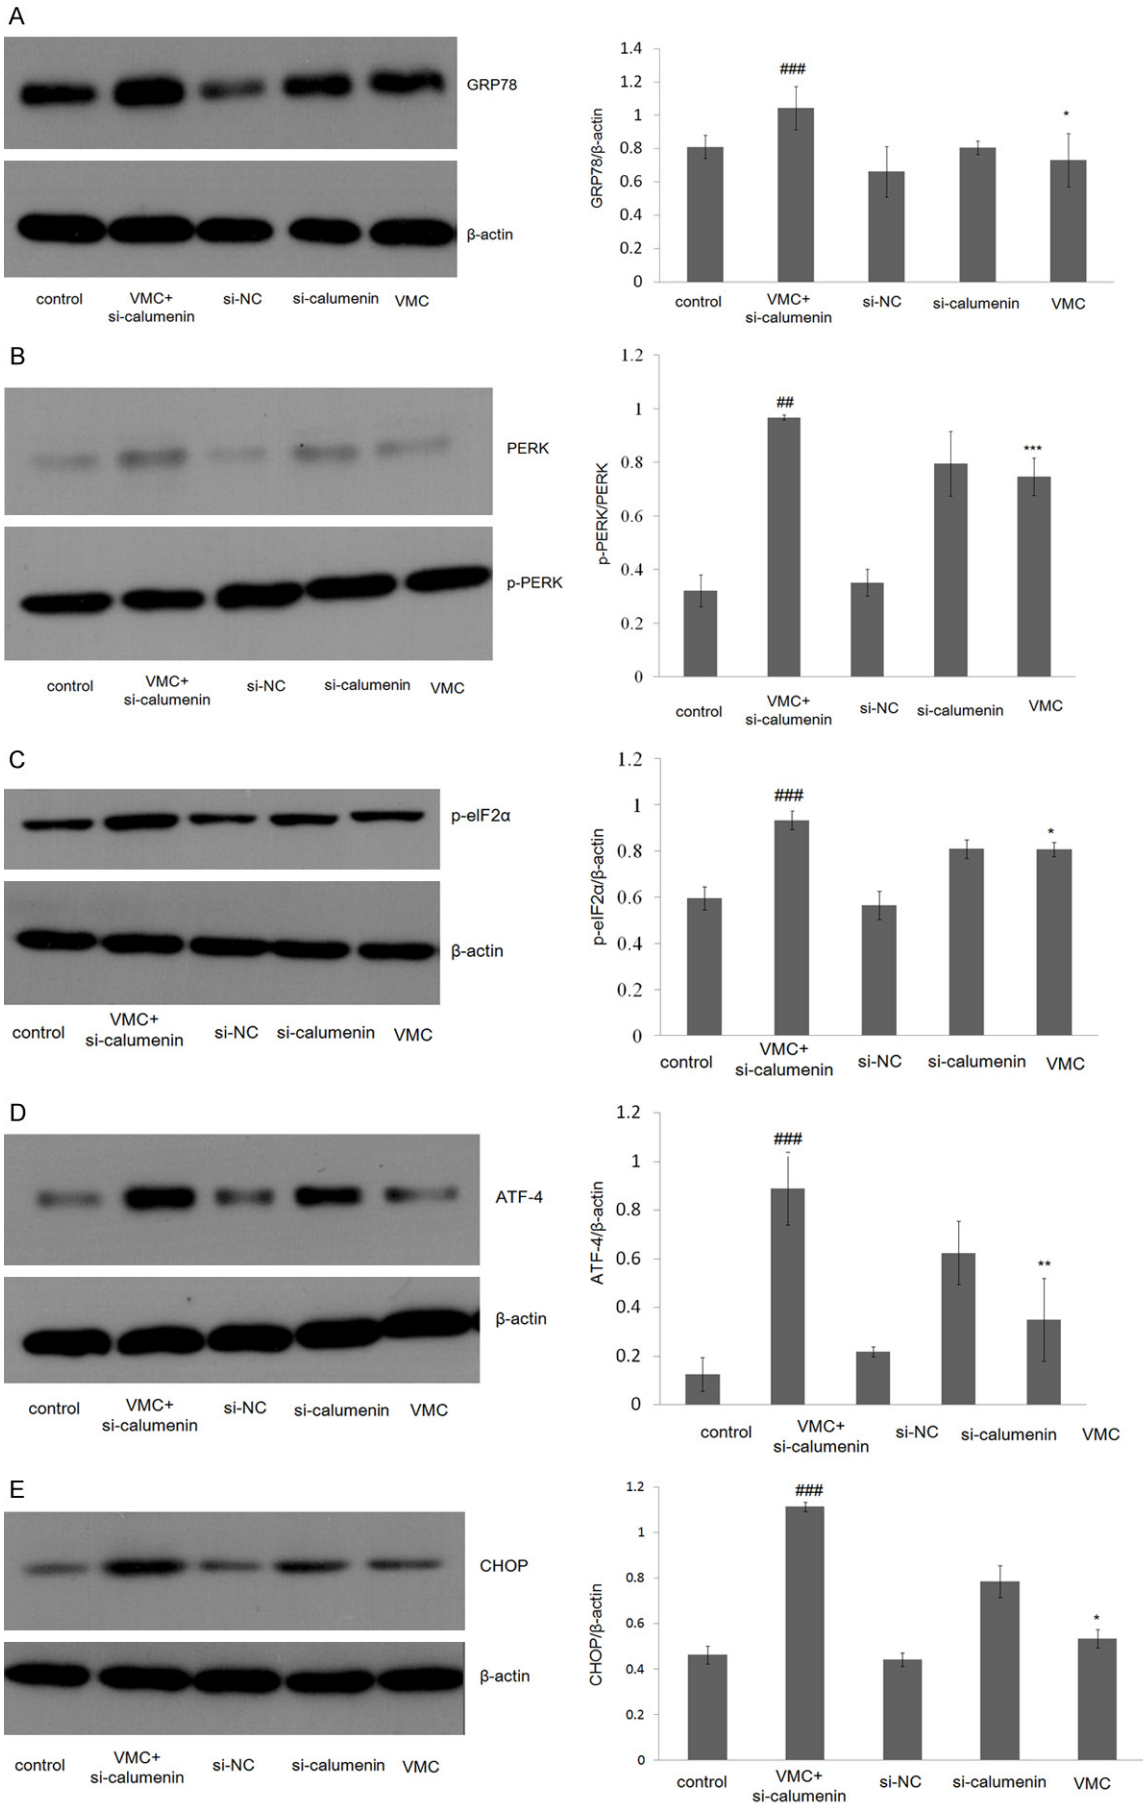 A
GRP78
β-actin
control
VMC+
si-calumenin
si-NC
si-calumenin
VMC
GRP78/β-actin
1.4
1.2
1
0.8
0.6
0.4
0.2
0
###
*
control
VMC+
si-calumenin
si-NC
si-calumenin
VMC
B
PERK
p-PERK
control
VMC+
si-calumenin
si-NC
si-calumenin
VMC
p-PERK/PERK
1.2
1
0.8
0.6
0.4
0.2
0
##
***
control
VMC+
si-calumenin
si-NC
si-calumenin
VMC
C
p-eIF2α
β-actin
control
VMC+
si-calumenin
si-NC
si-calumenin
VMC
p-eIF2α/β-actin
1.2
1
0.8
0.6
0.4
0.2
0
###
*
control
VMC+
si-calumenin
si-NC
si-calumenin
VMC
D
ATF-4
β-actin
control
VMC+
si-calumenin
si-NC
si-calumenin
VMC
ATF-4/β-actin
1.2
1
0.8
0.6
0.4
0.2
0
###
**
control
VMC+
si-calumenin
si-NC
si-calumenin
VMC
E
CHOP
β-actin
control
VMC+
si-calumenin
si-NC
si-calumenin
VMC
CHOP/β-actin
1.2
1
0.8
0.6
0.4
0.2
0
###
*
control
VMC+
si-calumenin
si-NC
si-calumenin
VMC